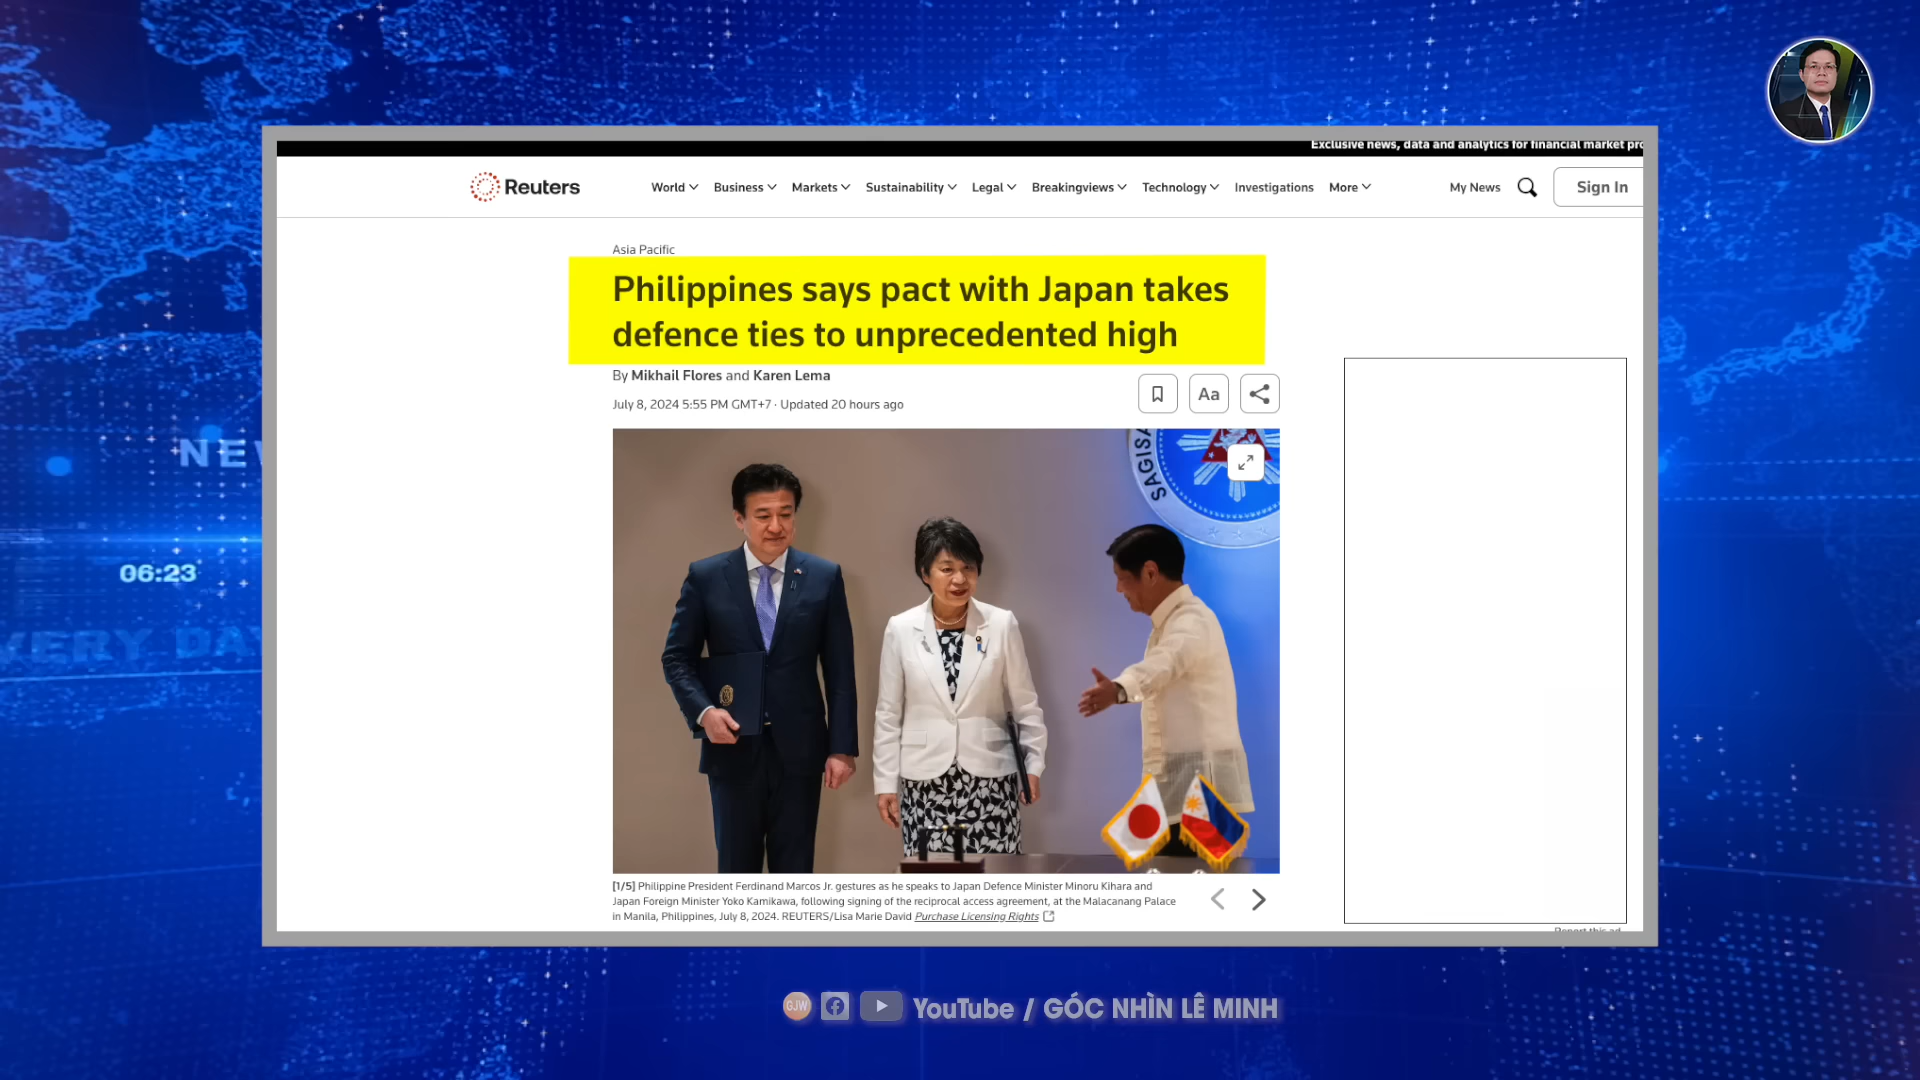 Exclusive news, data and analytics for financial market pro
Reuters
World Business Markets Sustainability Legal Breakingviews Technology Investigations More My News Sign In
Asia Pacific
Philippines says pact with Japan takes
defence ties to unprecedented high
By Mikhail Flores and Karen Lema
July 8, 2024 5:55 PM GMT+7 · Updated 20 hours ago
Aa
SAGISA
NEW
06:23
VERY DA
[1/5] Philippine President Ferdinand Marcos Jr. gestures as he speaks to Japan Defence Minister Minoru Kihara and
Japan Foreign Minister Yoko Kamikawa, following signing of the reciprocal access agreement, at the Malacanang Palace
in Manila, Philippines, July 8, 2024. REUTERS/Lisa Marie David Purchase Licensing Rights
Report this ad
GJW YouTube / GÓC NHÌN LÊ MINH